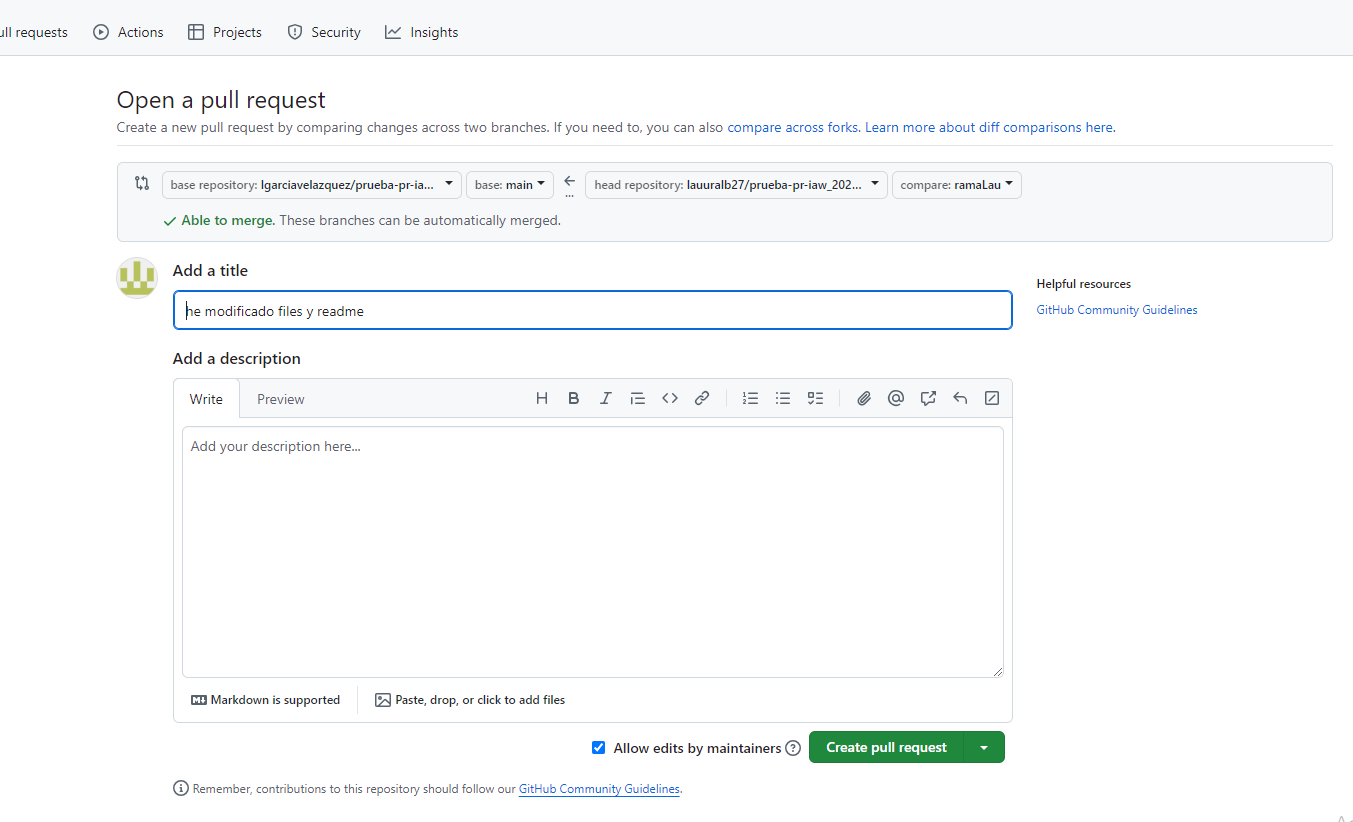 ull requests Actions Projects Security Insights
Open a pull request
Create a new pull request by comparing changes across two branches. If you need to, you can also compare across forks. Learn more about diff comparisons here.
base repository: lgarciavelazquez/prueba-pr-ia... base: main ... head repository: lauuralb27/prueba-pr-iaw_202... compare: ramaLau
Able to merge. These branches can be automatically merged.
Add a title
he modificado files y readme
Helpful resources
GitHub Community Guidelines
Add a description
Write Preview
Add your description here...
Markdown is supported Paste, drop, or click to add files
Allow edits by maintainers Create pull request
Remember, contributions to this repository should follow our GitHub Community Guidelines.